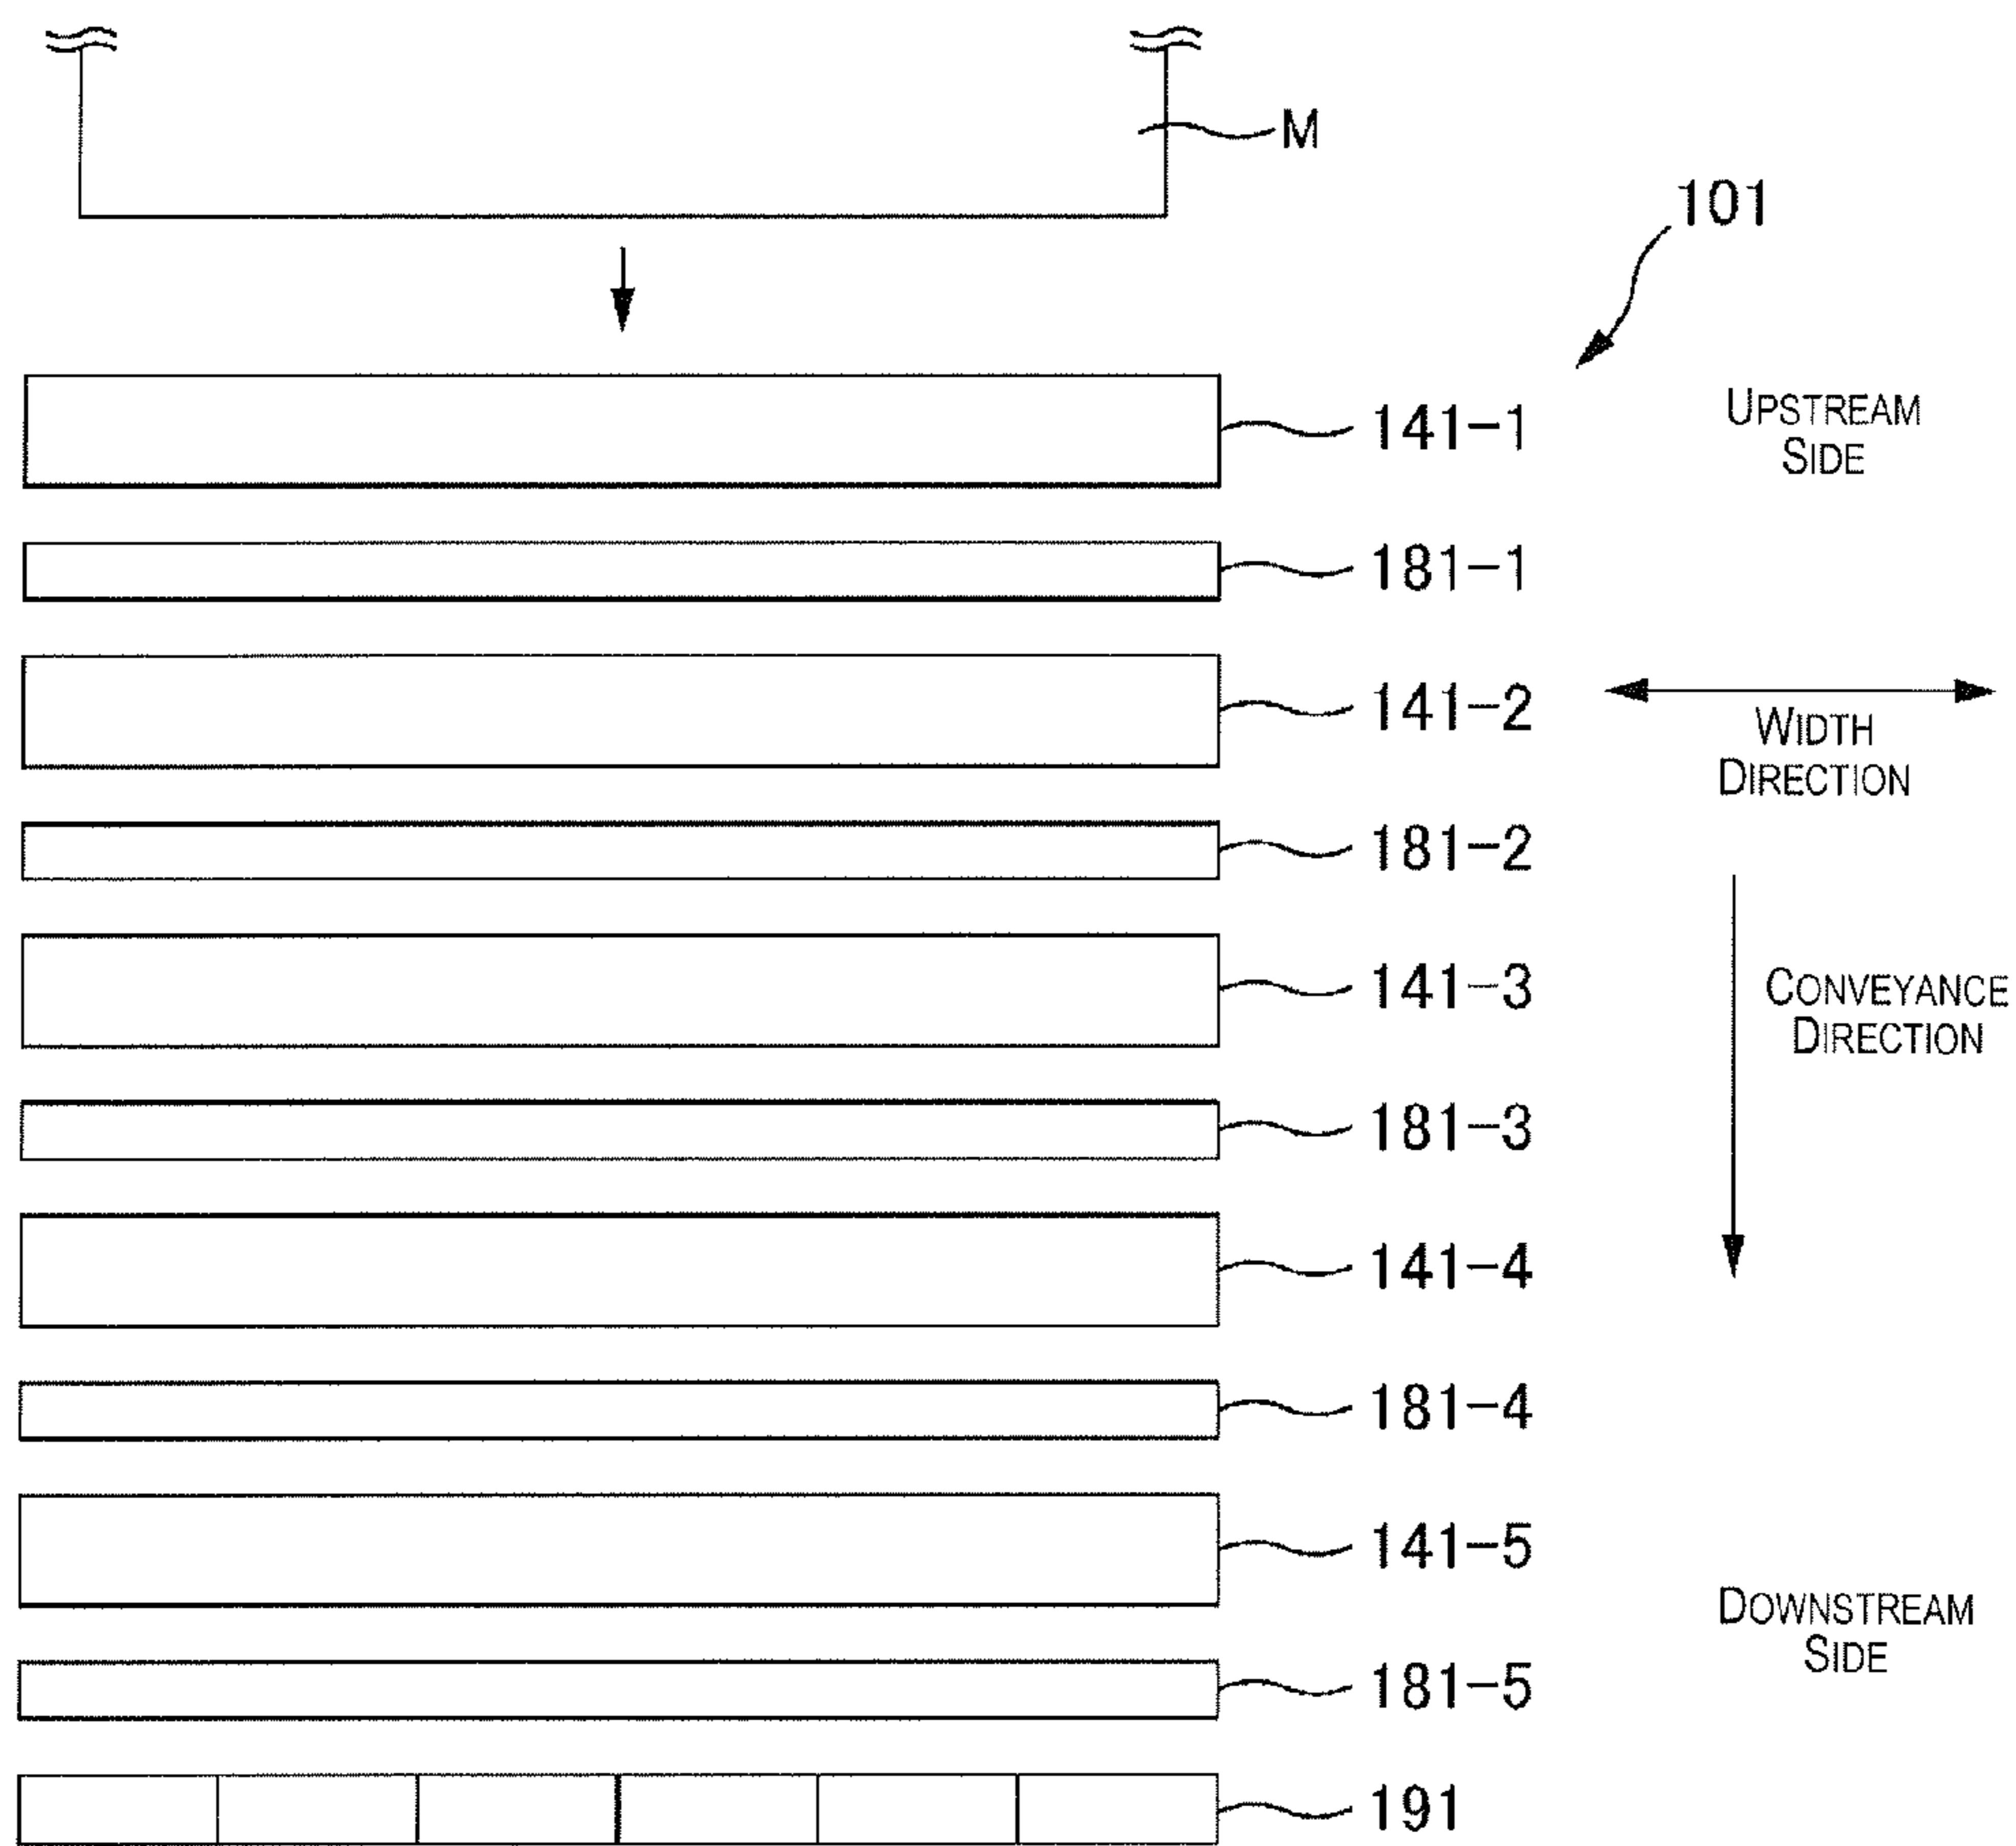 M
101
141-1
UPSTREAM
SIDE
181-1
141-2
WIDTH
DIRECTION
181-2
141-3
CONVEYANCE
DIRECTION
181-3
141-4
181-4
141-5
DOWNSTREAM
SIDE
181-5
191